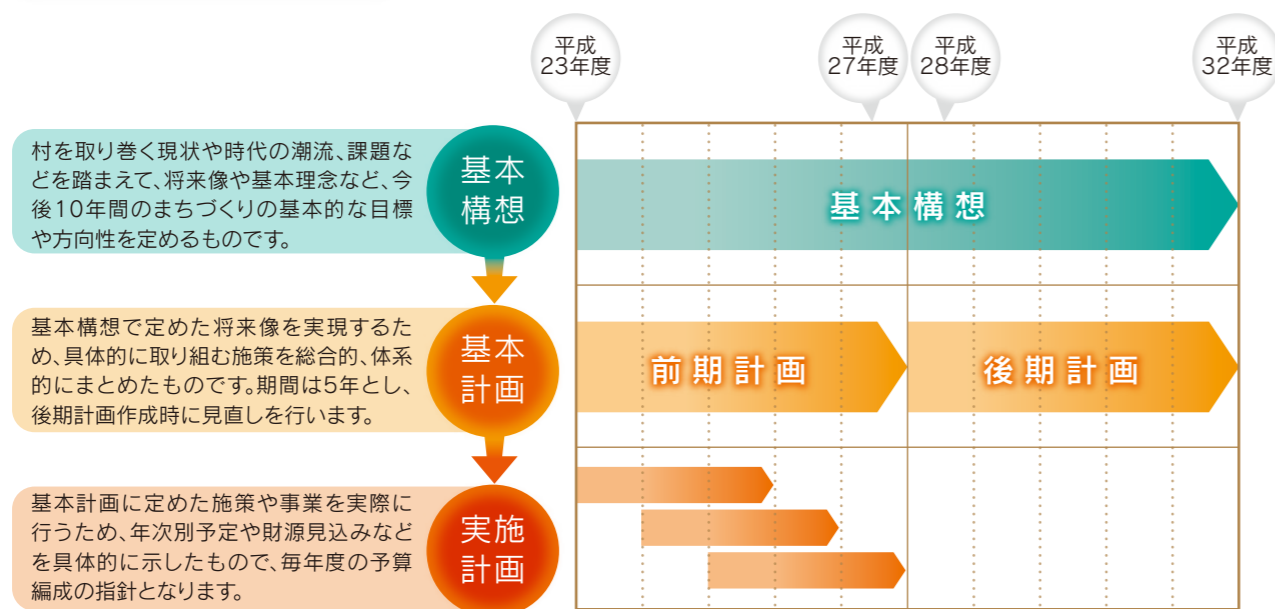 平成
23年度
平成
27年度
平成
28年度
平成
32年度
村を取り巻く現状や時代の潮流、課題な
どを踏まえて、将来像や基本理念など、今
後10年間のまちづくりの基本的な目標
や方向性を定めるものです。
基本
構想
基本構想
基本構想で定めた将来像を実現するた
め、具体的に取り組む施策を総合的、体系
的にまとめたものです。期間は5年とし、
後期計画作成時に見直しを行います。
基本
計画
前期計画
後期計画
基本計画に定めた施策や事業を実際に
行うため、年次別予定や財源見込みなど
を具体的に示したもので、毎年度の予算
編成の指針となります。
実施
計画